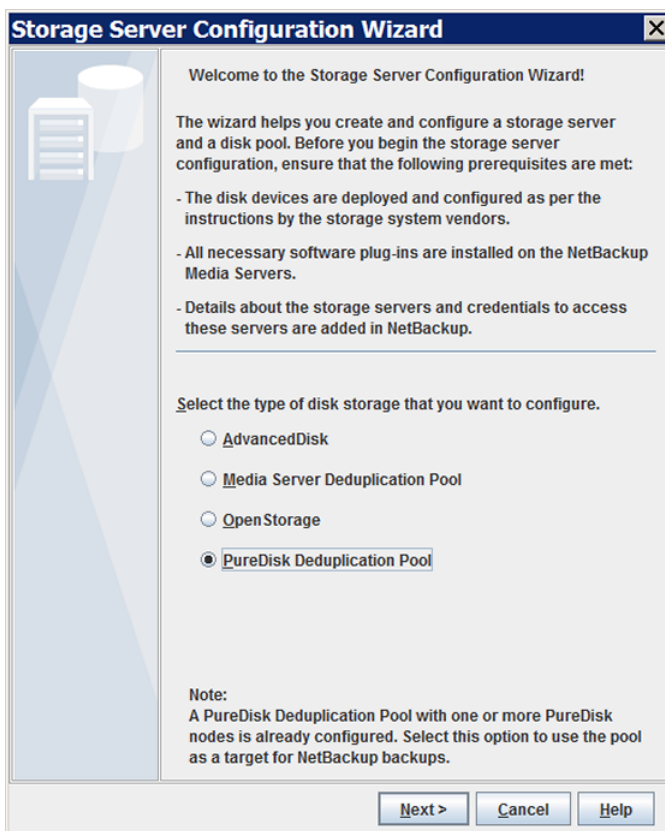 Storage Server Configuration Wizard
Welcome to the Storage Server Configuration Wizard!
The wizard helps you create and configure a storage server
and a disk pool. Before you begin the storage server
configuration, ensure that the following prerequisites are met:
- The disk devices are deployed and configured as per the
instructions by the storage system vendors.
- All necessary software plug-ins are installed on the NetBackup
Media Servers.
- Details about the storage servers and credentials to access
these servers are added in NetBackup.
Select the type of disk storage that you want to configure.
AdvancedDisk
Media Server Deduplication Pool
OpenStorage
PureDisk Deduplication Pool
Note:
A PureDisk Deduplication Pool with one or more PureDisk
nodes is already configured. Select this option to use the pool
as a target for NetBackup backups.
Next >
Cancel
Help